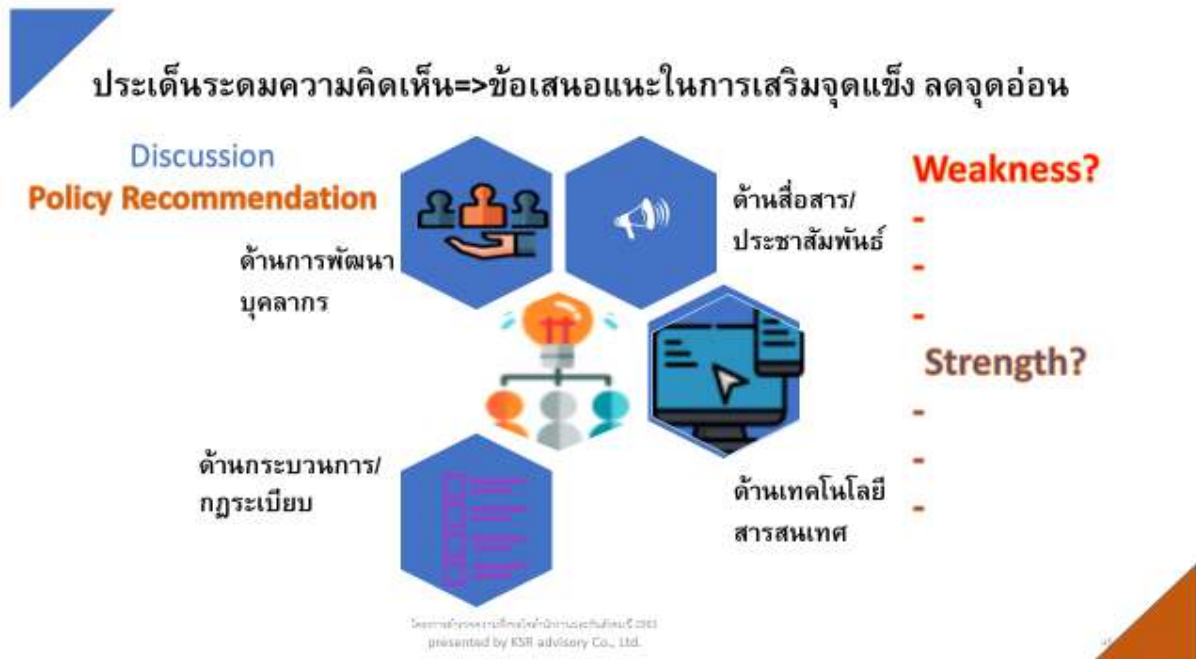 ประเด็นระดมความคิดเห็น=>ข้อเสนอแนะในการเสริมจุดแข็ง ลดจุดอ่อน
Discussion
Policy Recommendation
ด้านการพัฒนา
บุคลากร
ด้านสื่อสาร/
ประชาสัมพันธ์
ด้านกระบวนการ/
กฎระเบียบ
ด้านเทคโนโลยี
สารสนเทศ
Weakness?
-
-
-
Strength?
-
-
-
presented by KSR advisory Co., Ltd.